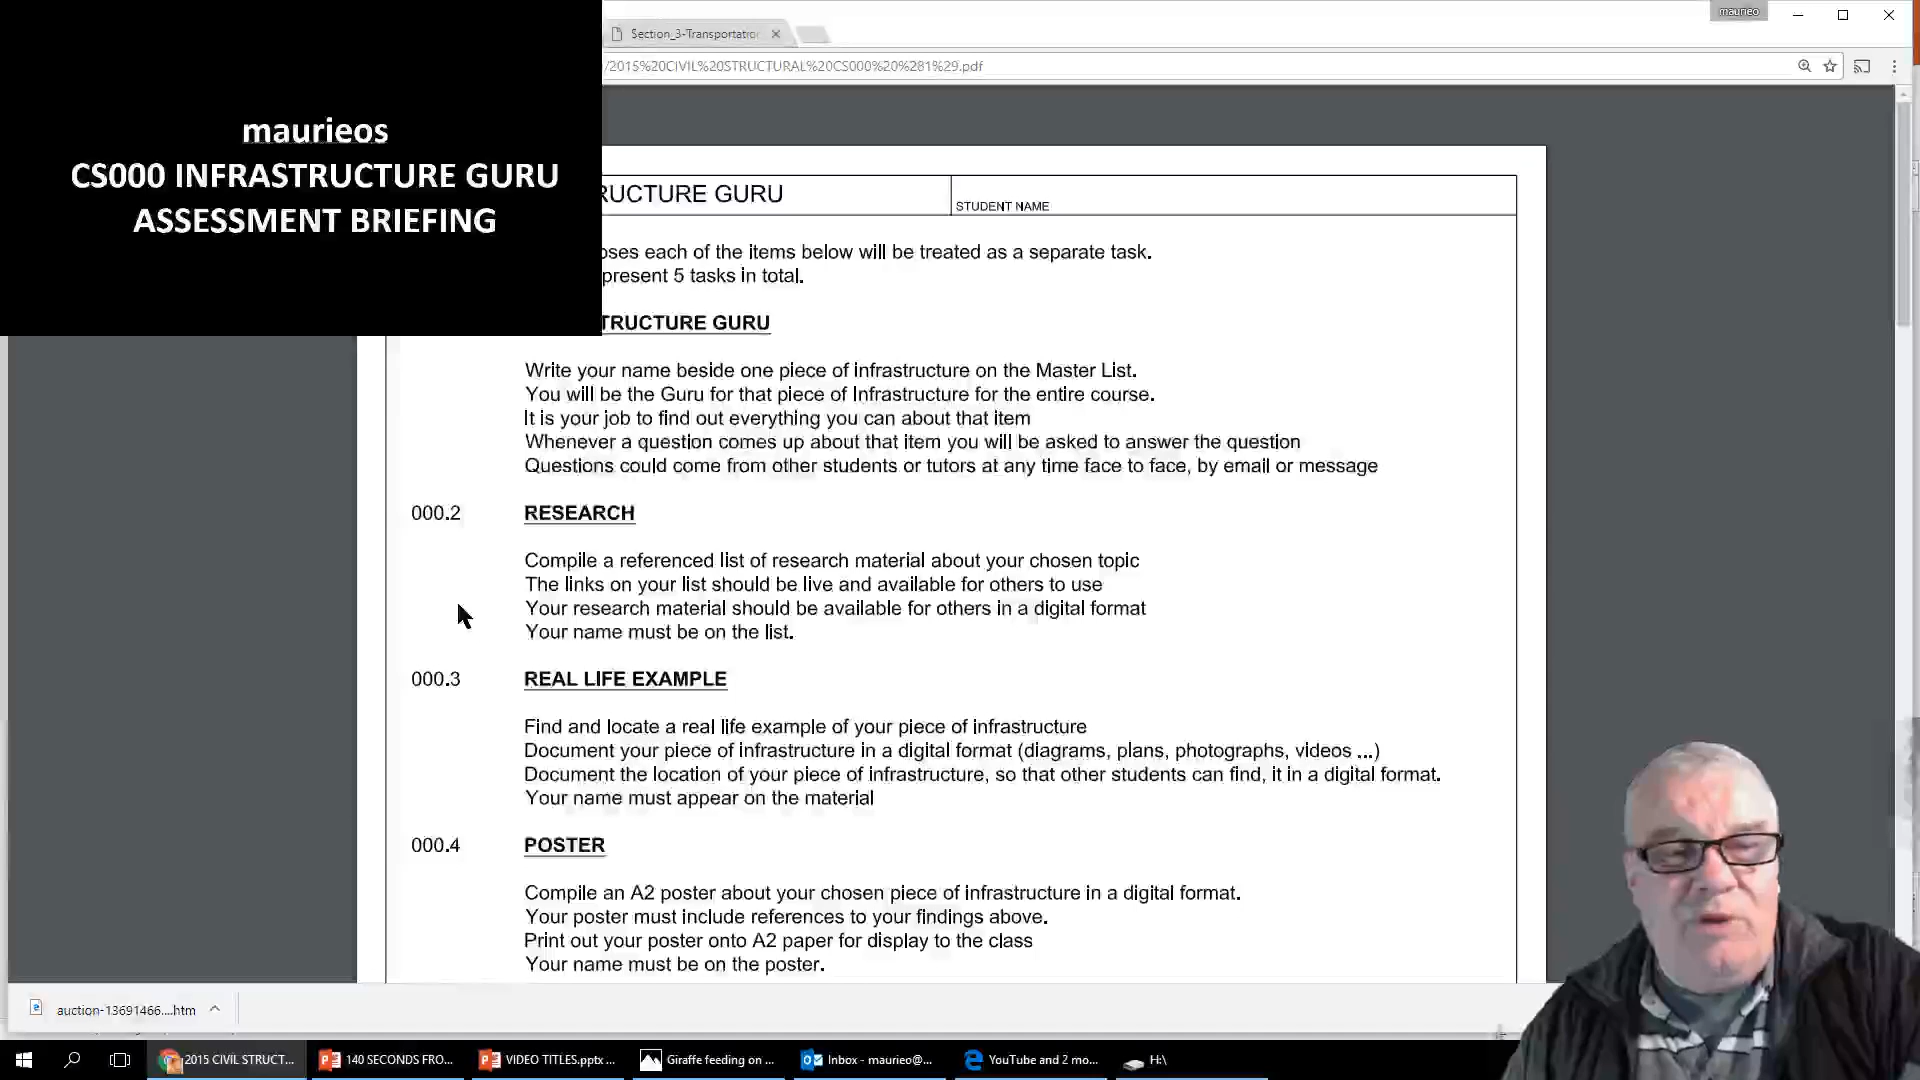 maurieos
CS000 INFRASTRUCTURE GURU
ASSESSMENT BRIEFING
Section_3-Transportation
maurieo
/2015%20CIVIL%20STRUCTURAL%20CS000%20%281%29.pdf
RUCTURE GURU
STUDENT NAME
oses each of the items below will be treated as a separate task.
present 5 tasks in total.
TRUCTURE GURU
Write your name beside one piece of infrastructure on the Master List.
You will be the Guru for that piece of Infrastructure for the entire course.
It is your job to find out everything you can about that item
Whenever a question comes up about that item you will be asked to answer the question
Questions could come from other students or tutors at any time face to face, by email or message
000.2 RESEARCH
Compile a referenced list of research material about your chosen topic
The links on your list should be live and available for others to use
Your research material should be available for others in a digital format
Your name must be on the list.
000.3 REAL LIFE EXAMPLE
Find and locate a real life example of your piece of infrastructure
Document your piece of infrastructure in a digital format (diagrams, plans, photographs, videos ...)
Document the location of your piece of infrastructure, so that other students can find, it in a digital format.
Your name must appear on the material
000.4 POSTER
Compile an A2 poster about your chosen piece of infrastructure in a digital format.
Your poster must include references to your findings above.
Print out your poster onto A2 paper for display to the class
Your name must be on the poster.
auction-13691466....htm
2015 CIVIL STRUCT...
140 SECONDS FRO...
VIDEO TITLES.pptx ...
Giraffe feeding on ...
Inbox - maurieo@...
YouTube and 2 mo...
H:\